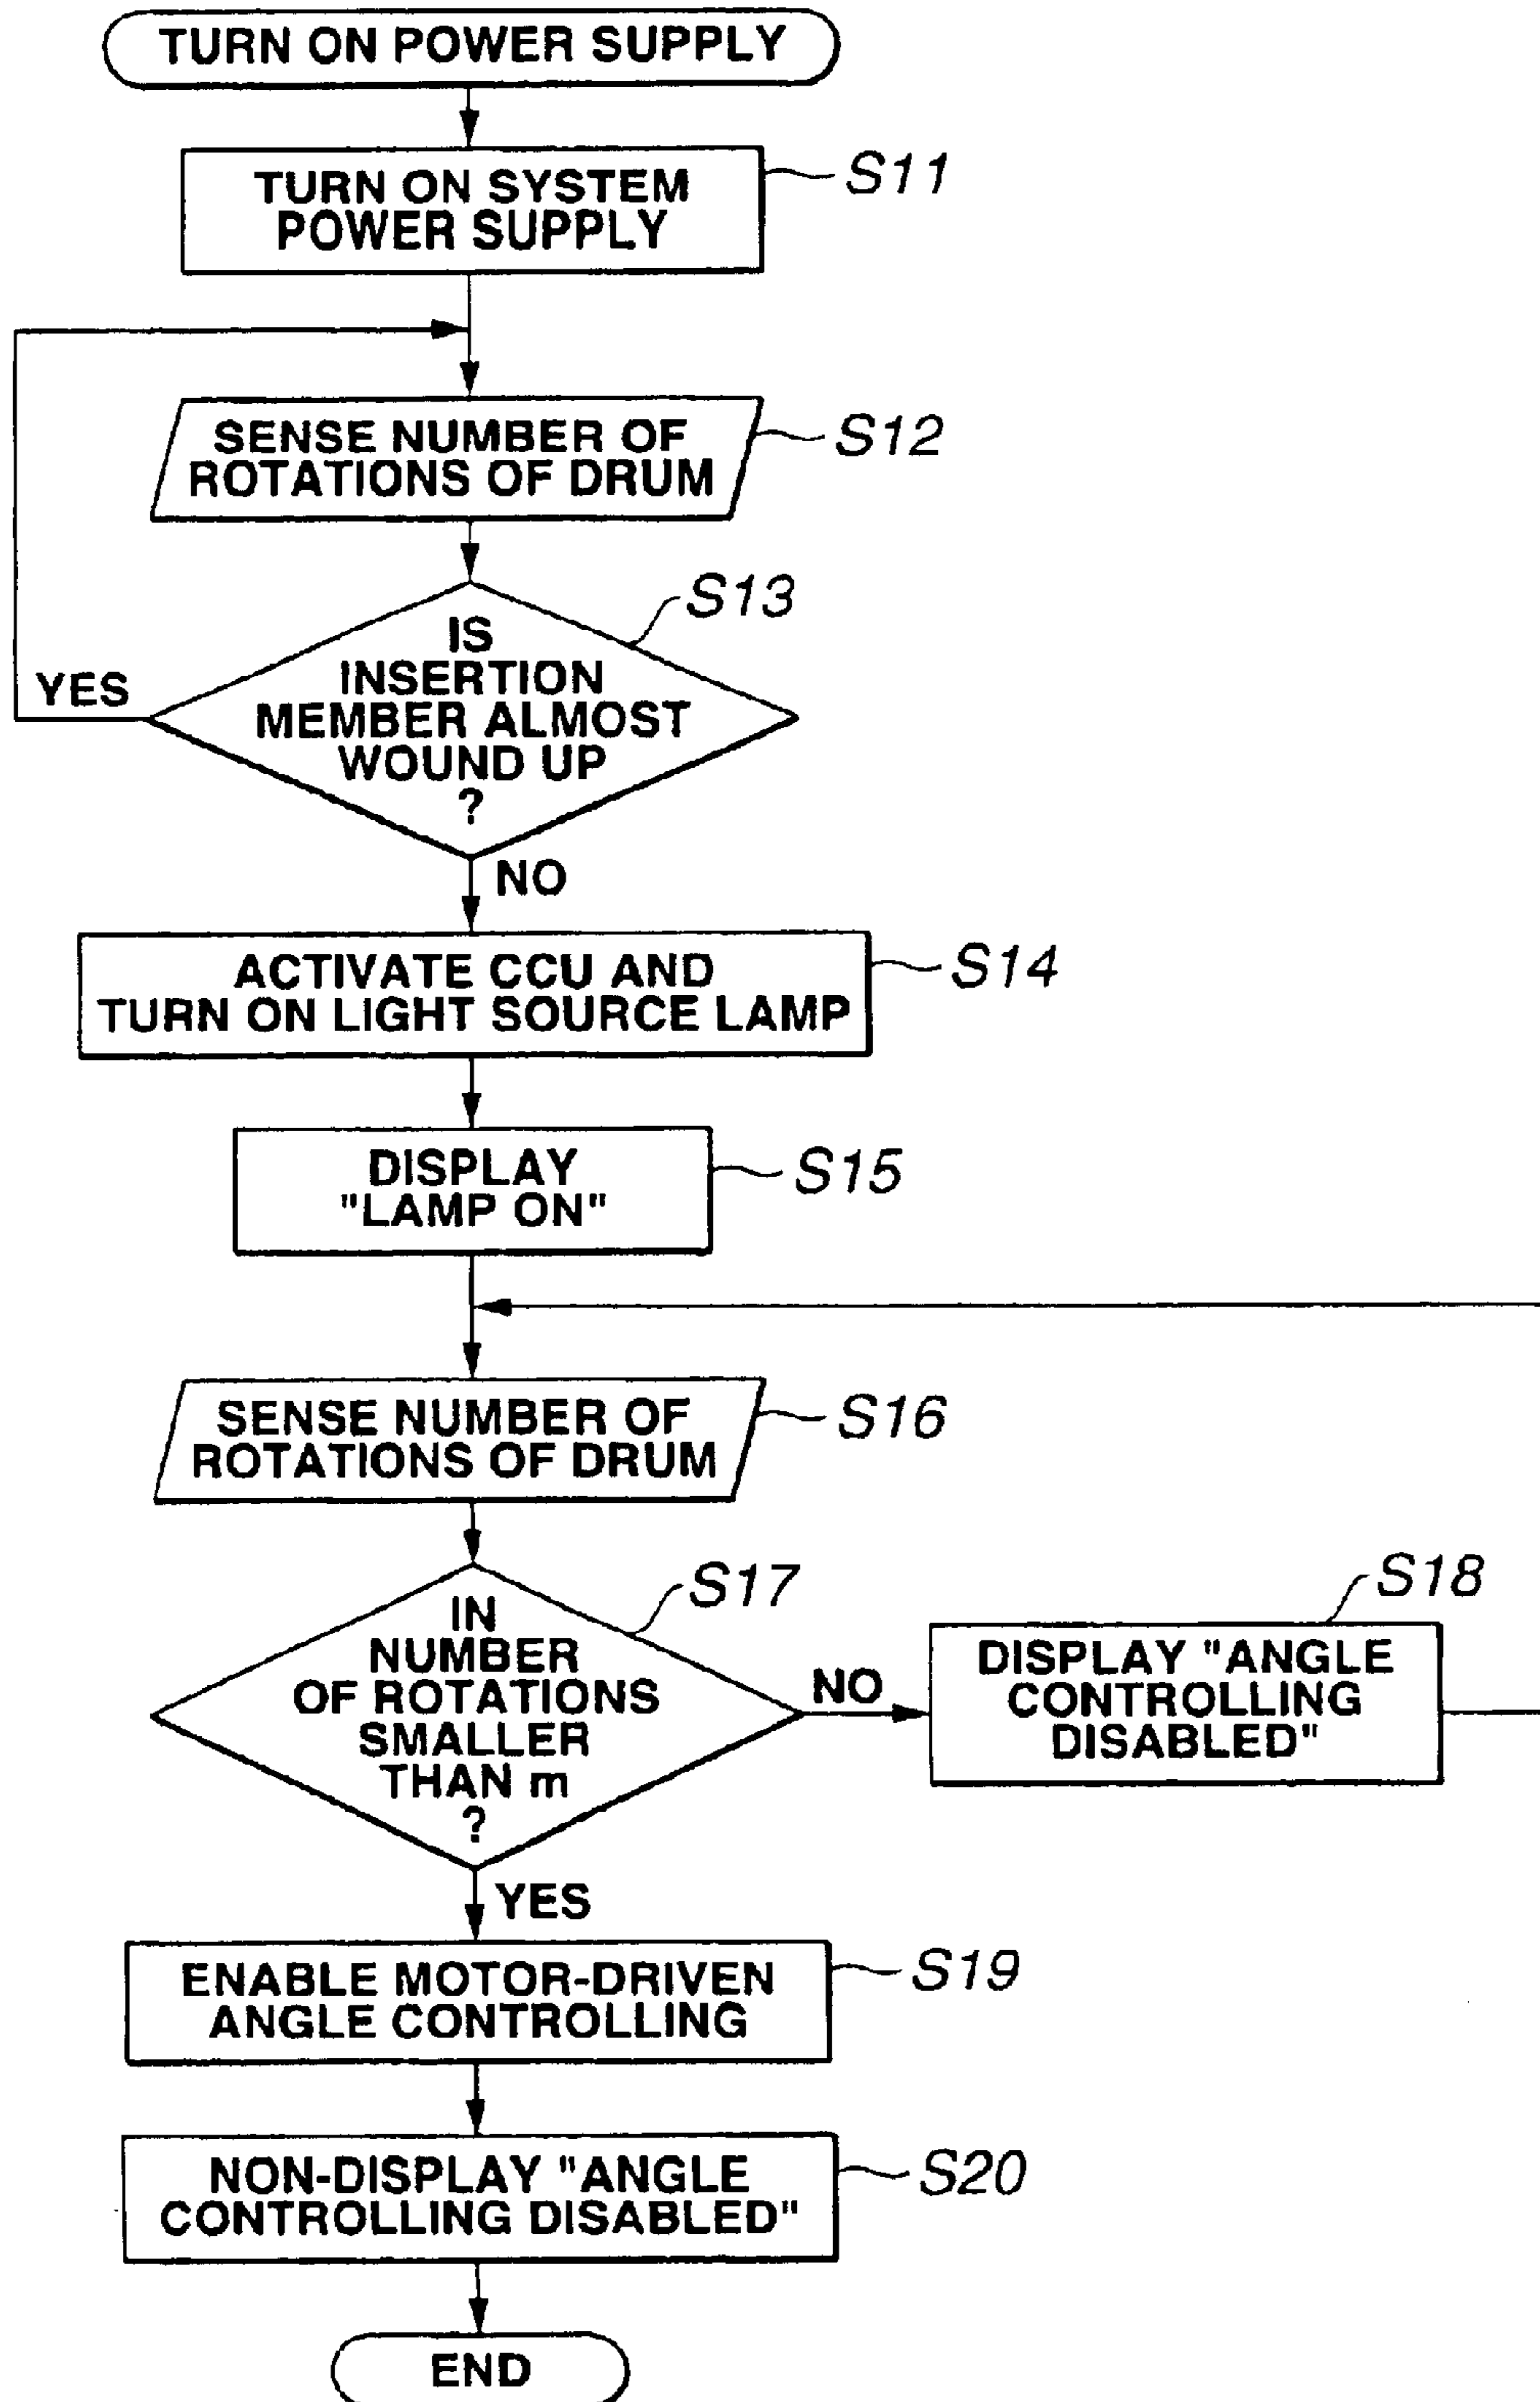 TURN ON POWER SUPPLY
TURN ON SYSTEM
POWER SUPPLY
S11
SENSE NUMBER OF
ROTATIONS OF DRUM
S12
S13
IS
INSERTION
MEMBER ALMOST
WOUND UP
?
YES
NO
ACTIVATE CCU AND
TURN ON LIGHT SOURCE LAMP
S14
DISPLAY
"LAMP ON"
S15
SENSE NUMBER OF
ROTATIONS OF DRUM
S16
S17
IN
NUMBER
OF ROTATIONS
SMALLER
THAN m
?
NO
S18
DISPLAY "ANGLE
CONTROLLING
DISABLED"
YES
ENABLE MOTOR-DRIVEN
ANGLE CONTROLLING
S19
NON-DISPLAY "ANGLE
CONTROLLING DISABLED"
S20
END